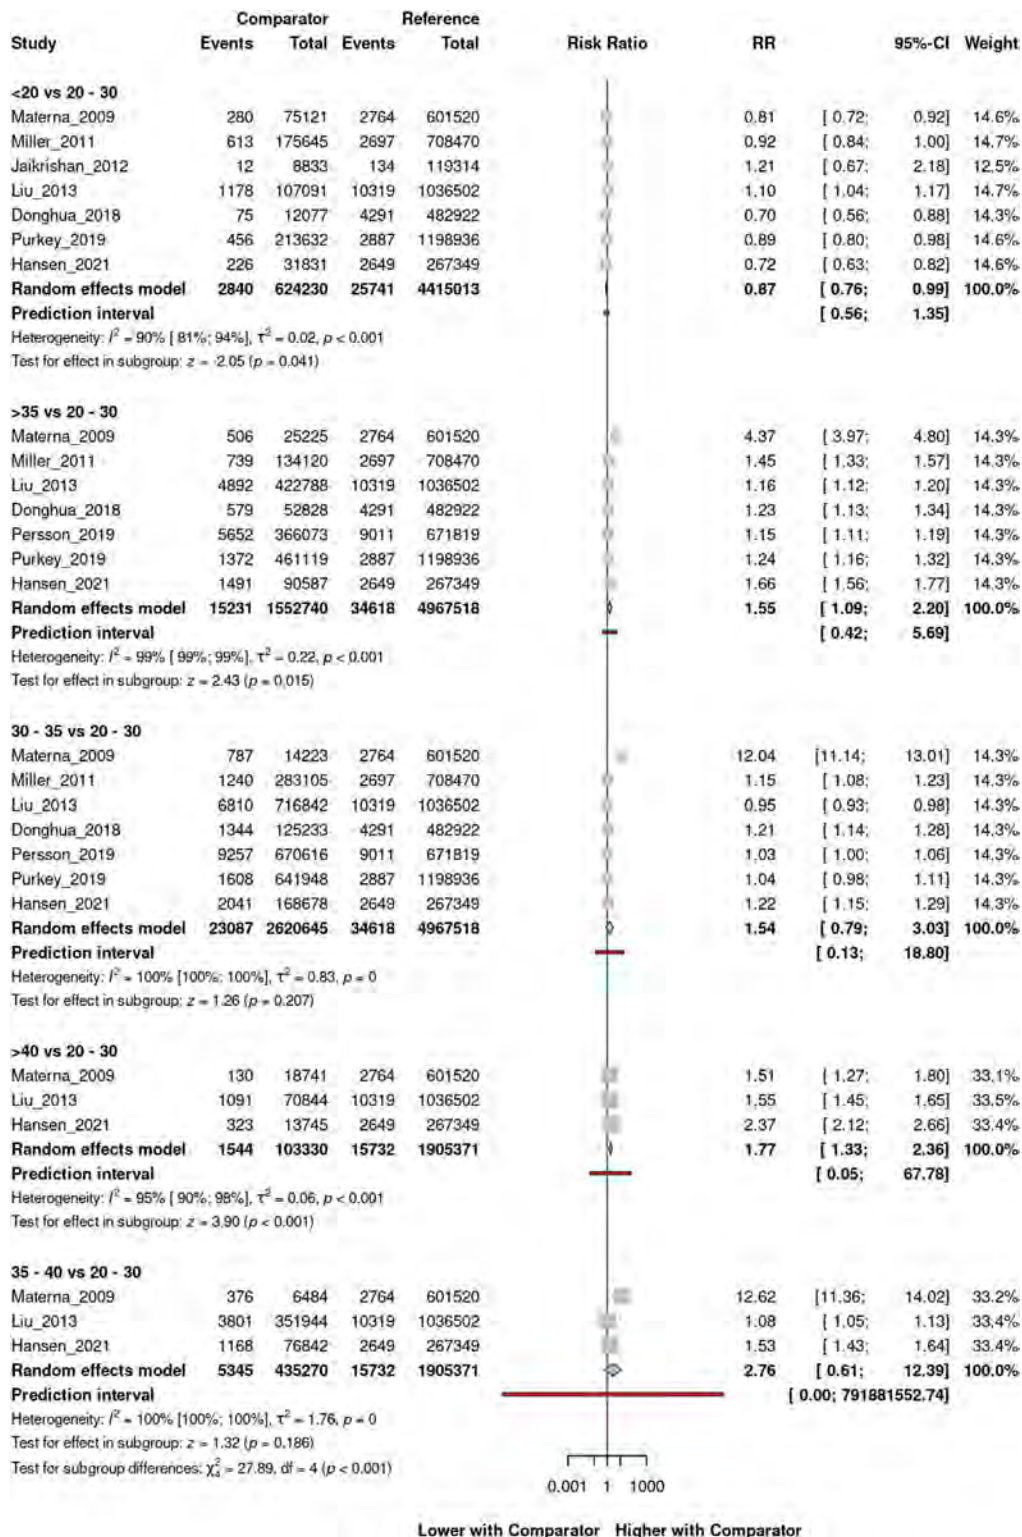 Comparator Reference
Study Events Total Events Total Risk Ratio RR 95%-CI Weight
<20 vs 20 - 30
Materna_2009 280 75121 2764 601520 0.81 [ 0.72; 0.92] 14.6%
Miller_2011 613 175645 2697 708470 0.92 [ 0.84; 1.00] 14.7%
Jaikrishan_2012 12 8833 134 119314 1.21 [ 0.67; 2.18] 12.5%
Liu_2013 1178 107091 10319 1036502 1.10 [ 1.04; 1.17] 14.7%
Donghua_2018 75 12077 4291 482922 0.70 [ 0.56; 0.88] 14.3%
Purkey_2019 456 213632 2887 1198936 0.89 [ 0.80; 0.98] 14.6%
Hansen_2021 226 31831 2649 267349 0.72 [ 0.63; 0.82] 14.6%
Random effects model 2840 624230 25741 4415013 0.87 [ 0.76; 0.99] 100.0%
Prediction interval [ 0.56; 1.35]
Heterogeneity: I² = 90% [ 81%; 94%], τ² = 0.02, p < 0.001
Test for effect in subgroup: z = -2.05 (p = 0.041)
>35 vs 20 - 30
Materna_2009 506 25225 2764 601520 4.37 [ 3.97; 4.80] 14.3%
Miller_2011 739 134120 2697 708470 1.45 [ 1.33; 1.57] 14.3%
Liu_2013 4892 422788 10319 1036502 1.16 [ 1.12; 1.20] 14.3%
Donghua_2018 579 52828 4291 482922 1.23 [ 1.13; 1.34] 14.3%
Persson_2019 5652 366073 9011 671819 1.15 [ 1.11; 1.19] 14.3%
Purkey_2019 1372 461119 2887 1198936 1.24 [ 1.16; 1.32] 14.3%
Hansen_2021 1491 90587 2649 267349 1.66 [ 1.56; 1.77] 14.3%
Random effects model 15231 1552740 34618 4967518 1.55 [ 1.09; 2.20] 100.0%
Prediction interval [ 0.42; 5.69]
Heterogeneity: I² = 99% [ 99%; 99%], τ² = 0.22, p < 0.001
Test for effect in subgroup: z = 2.43 (p = 0.015)
30 - 35 vs 20 - 30
Materna_2009 787 14223 2764 601520 12.04 [11.14; 13.01] 14.3%
Miller_2011 1240 283105 2697 708470 1.15 [ 1.08; 1.23] 14.3%
Liu_2013 6810 716842 10319 1036502 0.95 [ 0.93; 0.98] 14.3%
Donghua_2018 1344 125233 4291 482922 1.21 [ 1.14; 1.28] 14.3%
Persson_2019 9257 670616 9011 671819 1.03 [ 1.00; 1.06] 14.3%
Purkey_2019 1608 641948 2887 1198936 1.04 [ 0.98; 1.11] 14.3%
Hansen_2021 2041 168678 2649 267349 1.22 [ 1.15; 1.29] 14.3%
Random effects model 23087 2620645 34618 4967518 1.54 [ 0.79; 3.03] 100.0%
Prediction interval [ 0.13; 18.80]
Heterogeneity: I² = 100% [100%; 100%], τ² = 0.83, p = 0
Test for effect in subgroup: z = 1.26 (p = 0.207)
>40 vs 20 - 30
Materna_2009 130 18741 2764 601520 1.51 [ 1.27; 1.80] 33.1%
Liu_2013 1091 70844 10319 1036502 1.55 [ 1.45; 1.65] 33.5%
Hansen_2021 323 13745 2649 267349 2.37 [ 2.12; 2.66] 33.4%
Random effects model 1544 103330 15732 1905371 1.77 [ 1.33; 2.36] 100.0%
Prediction interval [ 0.05; 67.78]
Heterogeneity: I² = 95% [ 90%; 98%], τ² = 0.06, p < 0.001
Test for effect in subgroup: z = 3.90 (p < 0.001)
35 - 40 vs 20 - 30
Materna_2009 376 6484 2764 601520 12.62 [11.36; 14.02] 33.2%
Liu_2013 3801 351944 10319 1036502 1.08 [ 1.05; 1.13] 33.4%
Hansen_2021 1168 76842 2649 267349 1.53 [ 1.43; 1.64] 33.4%
Random effects model 5345 435270 15732 1905371 2.76 [ 0.61; 12.39] 100.0%
Prediction interval [ 0.00; 791881552.74]
Heterogeneity: I² = 100% [100%; 100%], τ² = 1.76, p = 0
Test for effect in subgroup: z = 1.32 (p = 0.186)
Test for subgroup differences: χ²₄ = 27.89, df = 4 (p < 0.001)
0.001 1 1000
Lower with Comparator Higher with Comparator